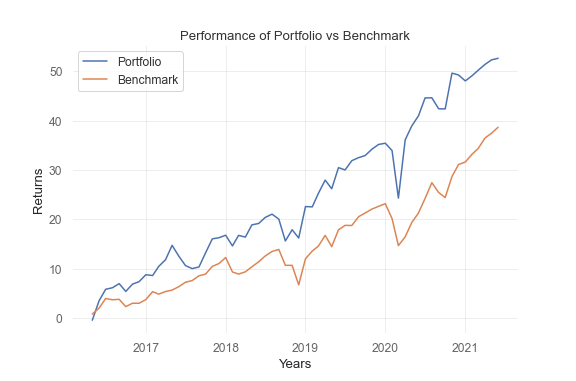 Performance of Portfolio vs Benchmark
Portfolio
Benchmark
50
40
30
20
10
0
Returns
2017
2018
2019
2020
2021
Years